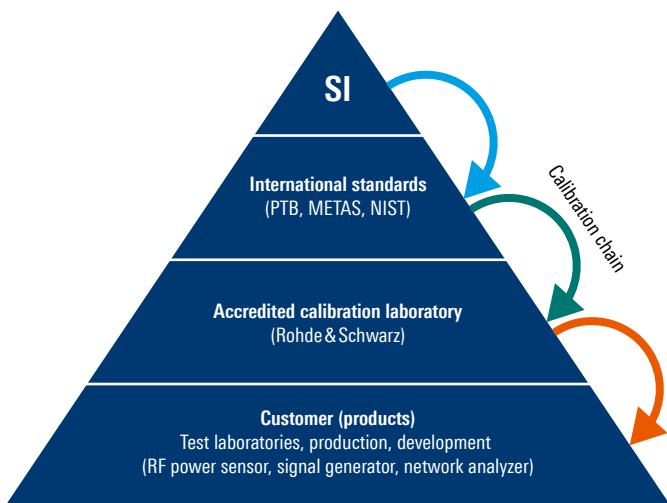 SI
International standards
(PTB, METAS, NIST)
Calibration chain
Accredited calibration laboratory
(Rohde & Schwarz)
Customer (products)
Test laboratories, production, development
(RF power sensor, signal generator, network analyzer)